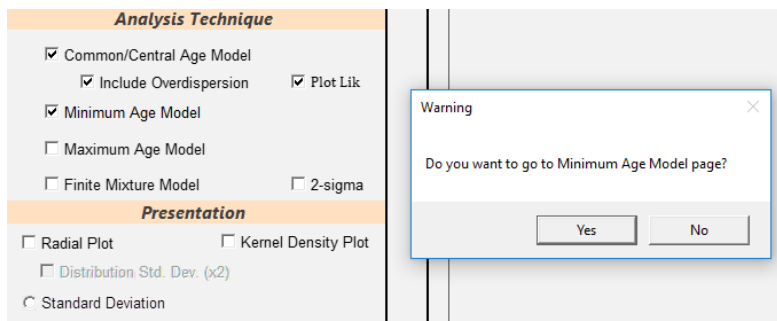 Analysis Technique
Common/Central Age Model
Include Overdispersion Plot Lik
Minimum Age Model
Maximum Age Model
Finite Mixture Model 2-sigma
Presentation
Radial Plot Kernel Density Plot
Distribution Std. Dev. (x2)
Standard Deviation
Warning
Do you want to go to Minimum Age Model page?
Yes No